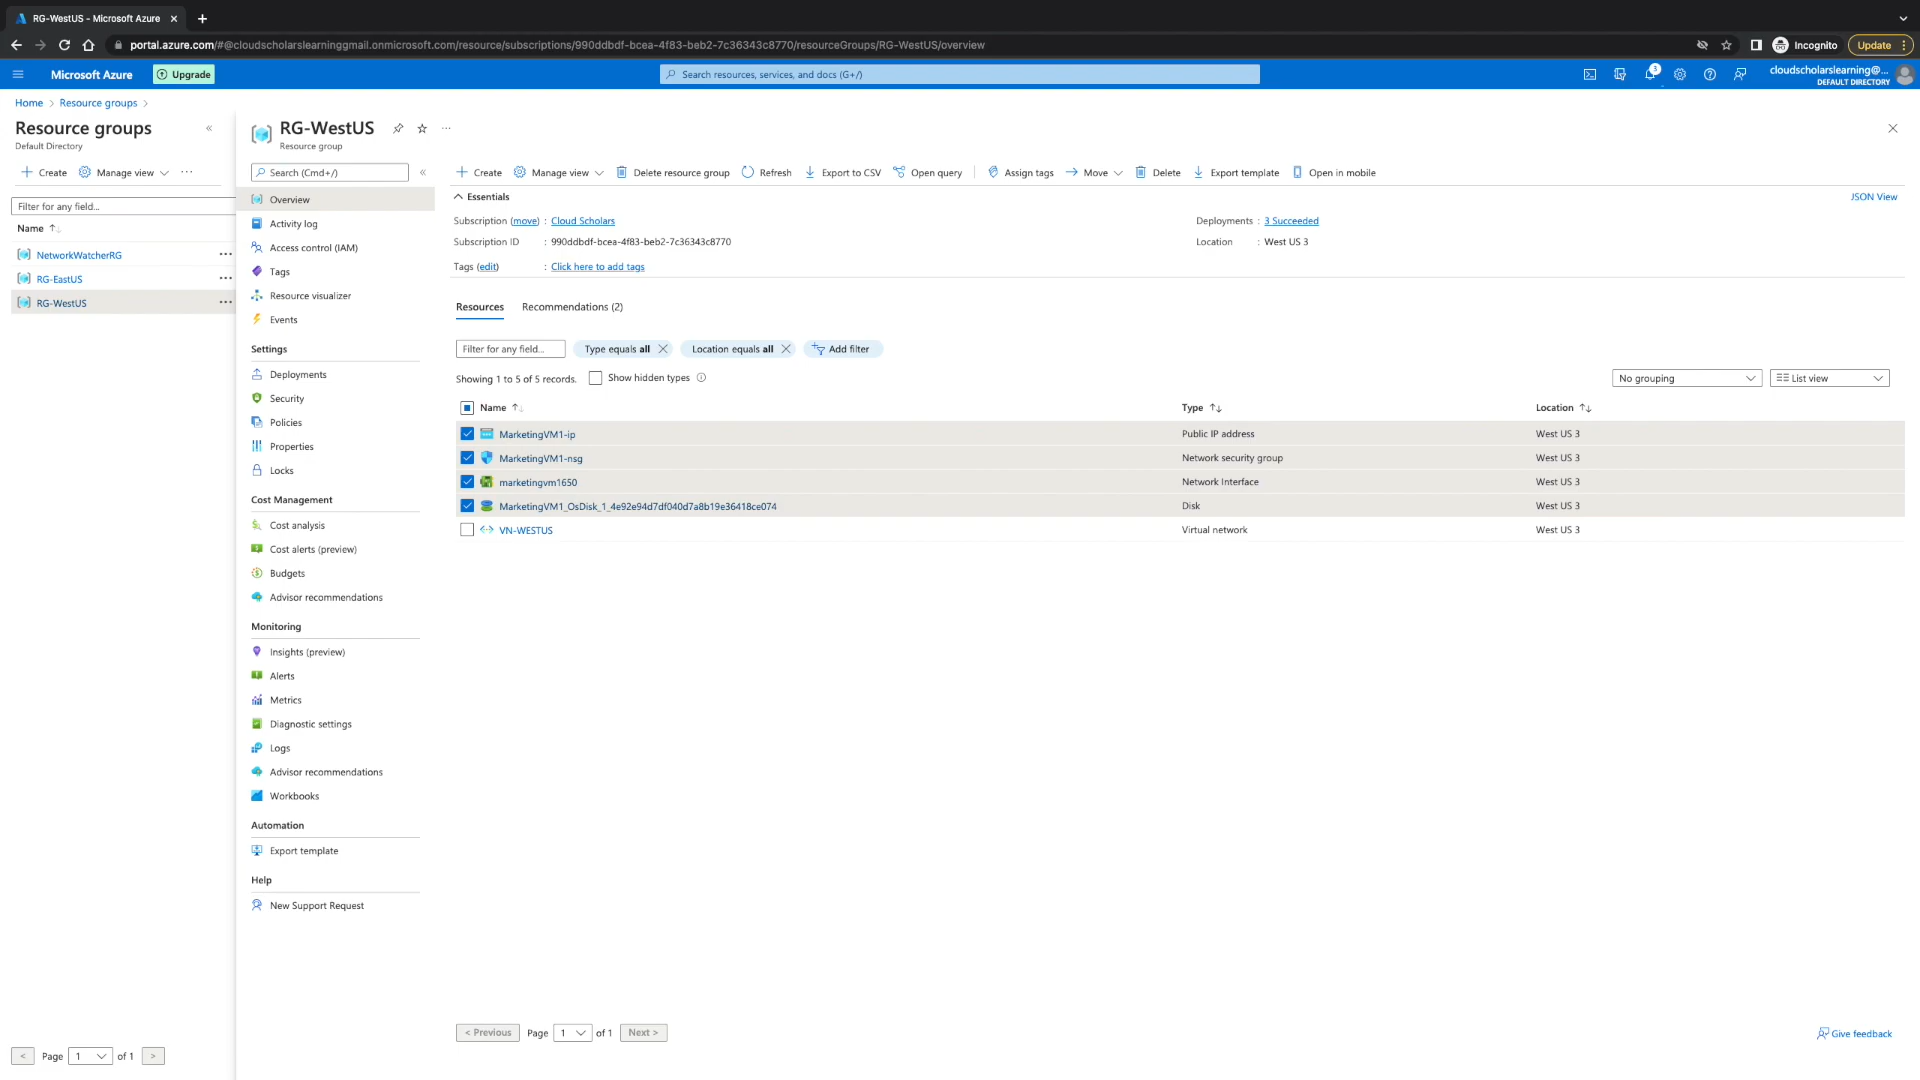 RG-WestUS - Microsoft Azure
portal.azure.com/#@cloudscholarslearninggmail.onmicrosoft.com/resource/subscriptions/990ddbdf-bcea-4f83-beb2-7c36343c8770/resourceGroups/RG-WestUS/overview
Incognito
Update
Microsoft Azure
Upgrade
Search resources, services, and docs (G+/)
3
cloudscholarslearning@...
DEFAULT DIRECTORY
Home > Resource groups >
Resource groups
Default Directory
+ Create
Manage view
Filter for any field...
Name
NetworkWatcherRG
RG-EastUS
RG-WestUS
< Page 1 of 1 >
RG-WestUS
Resource group
Search (Cmd+/)
Overview
Activity log
Access control (IAM)
Tags
Resource visualizer
Events
Settings
Deployments
Security
Policies
Properties
Locks
Cost Management
Cost analysis
Cost alerts (preview)
Budgets
Advisor recommendations
Monitoring
Insights (preview)
Alerts
Metrics
Diagnostic settings
Logs
Advisor recommendations
Workbooks
Automation
Export template
Help
New Support Request
+ Create Manage view Delete resource group Refresh Export to CSV Open query Assign tags Move Delete Export template Open in mobile
Essentials
JSON View
Subscription (move) : Cloud Scholars
Deployments : 3 Succeeded
Subscription ID : 990ddbdf-bcea-4f83-beb2-7c36343c8770
Location : West US 3
Tags (edit) : Click here to add tags
Resources Recommendations (2)
Filter for any field... Type equals all Location equals all Add filter
Showing 1 to 5 of 5 records. Show hidden types
No grouping List view
Name Type Location
MarketingVM1-ip Public IP address West US 3
MarketingVM1-nsg Network security group West US 3
marketingvm1650 Network Interface West US 3
MarketingVM1_OsDisk_1_4e92e94d7df040d7a8b19e36418ce074 Disk West US 3
VN-WESTUS Virtual network West US 3
< Previous Page 1 of 1 Next >
Give feedback